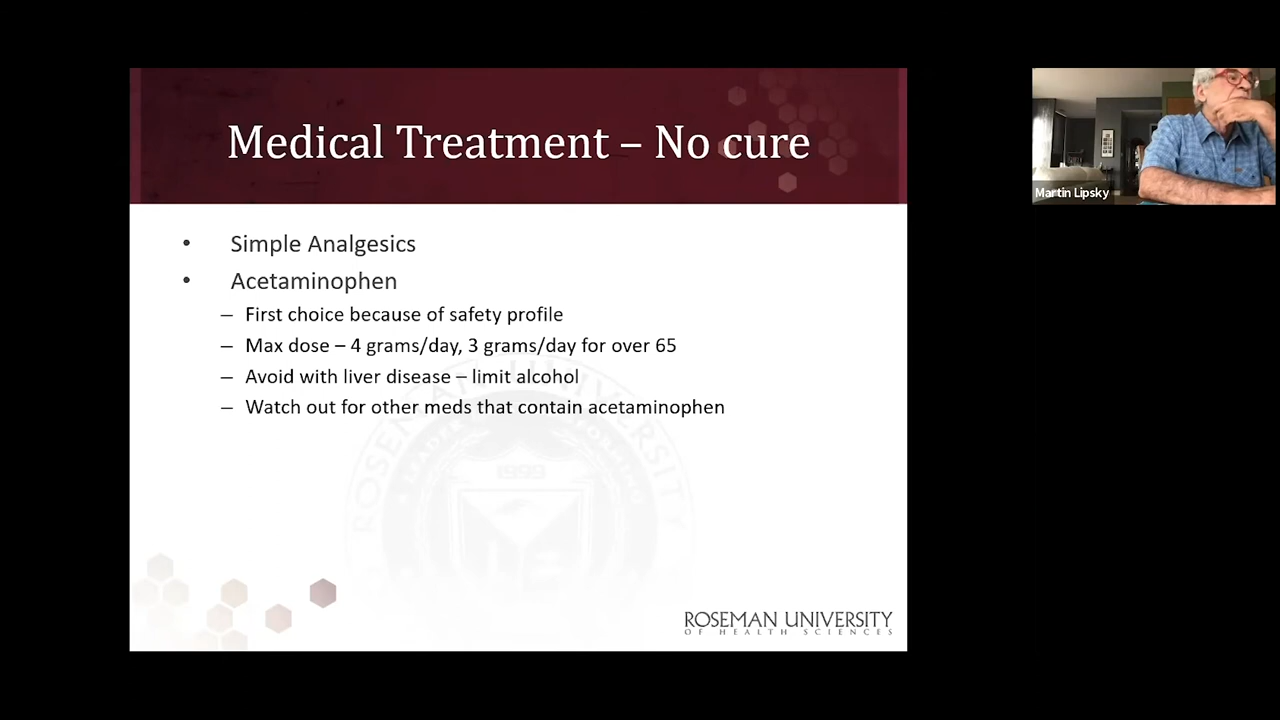 Medical Treatment – No cure
• Simple Analgesics
• Acetaminophen
– First choice because of safety profile
– Max dose – 4 grams/day, 3 grams/day for over 65
– Avoid with liver disease – limit alcohol
– Watch out for other meds that contain acetaminophen
1999
ROSEMAN UNIVERSITY
OF HEALTH SCIENCES
Martin Lipsky